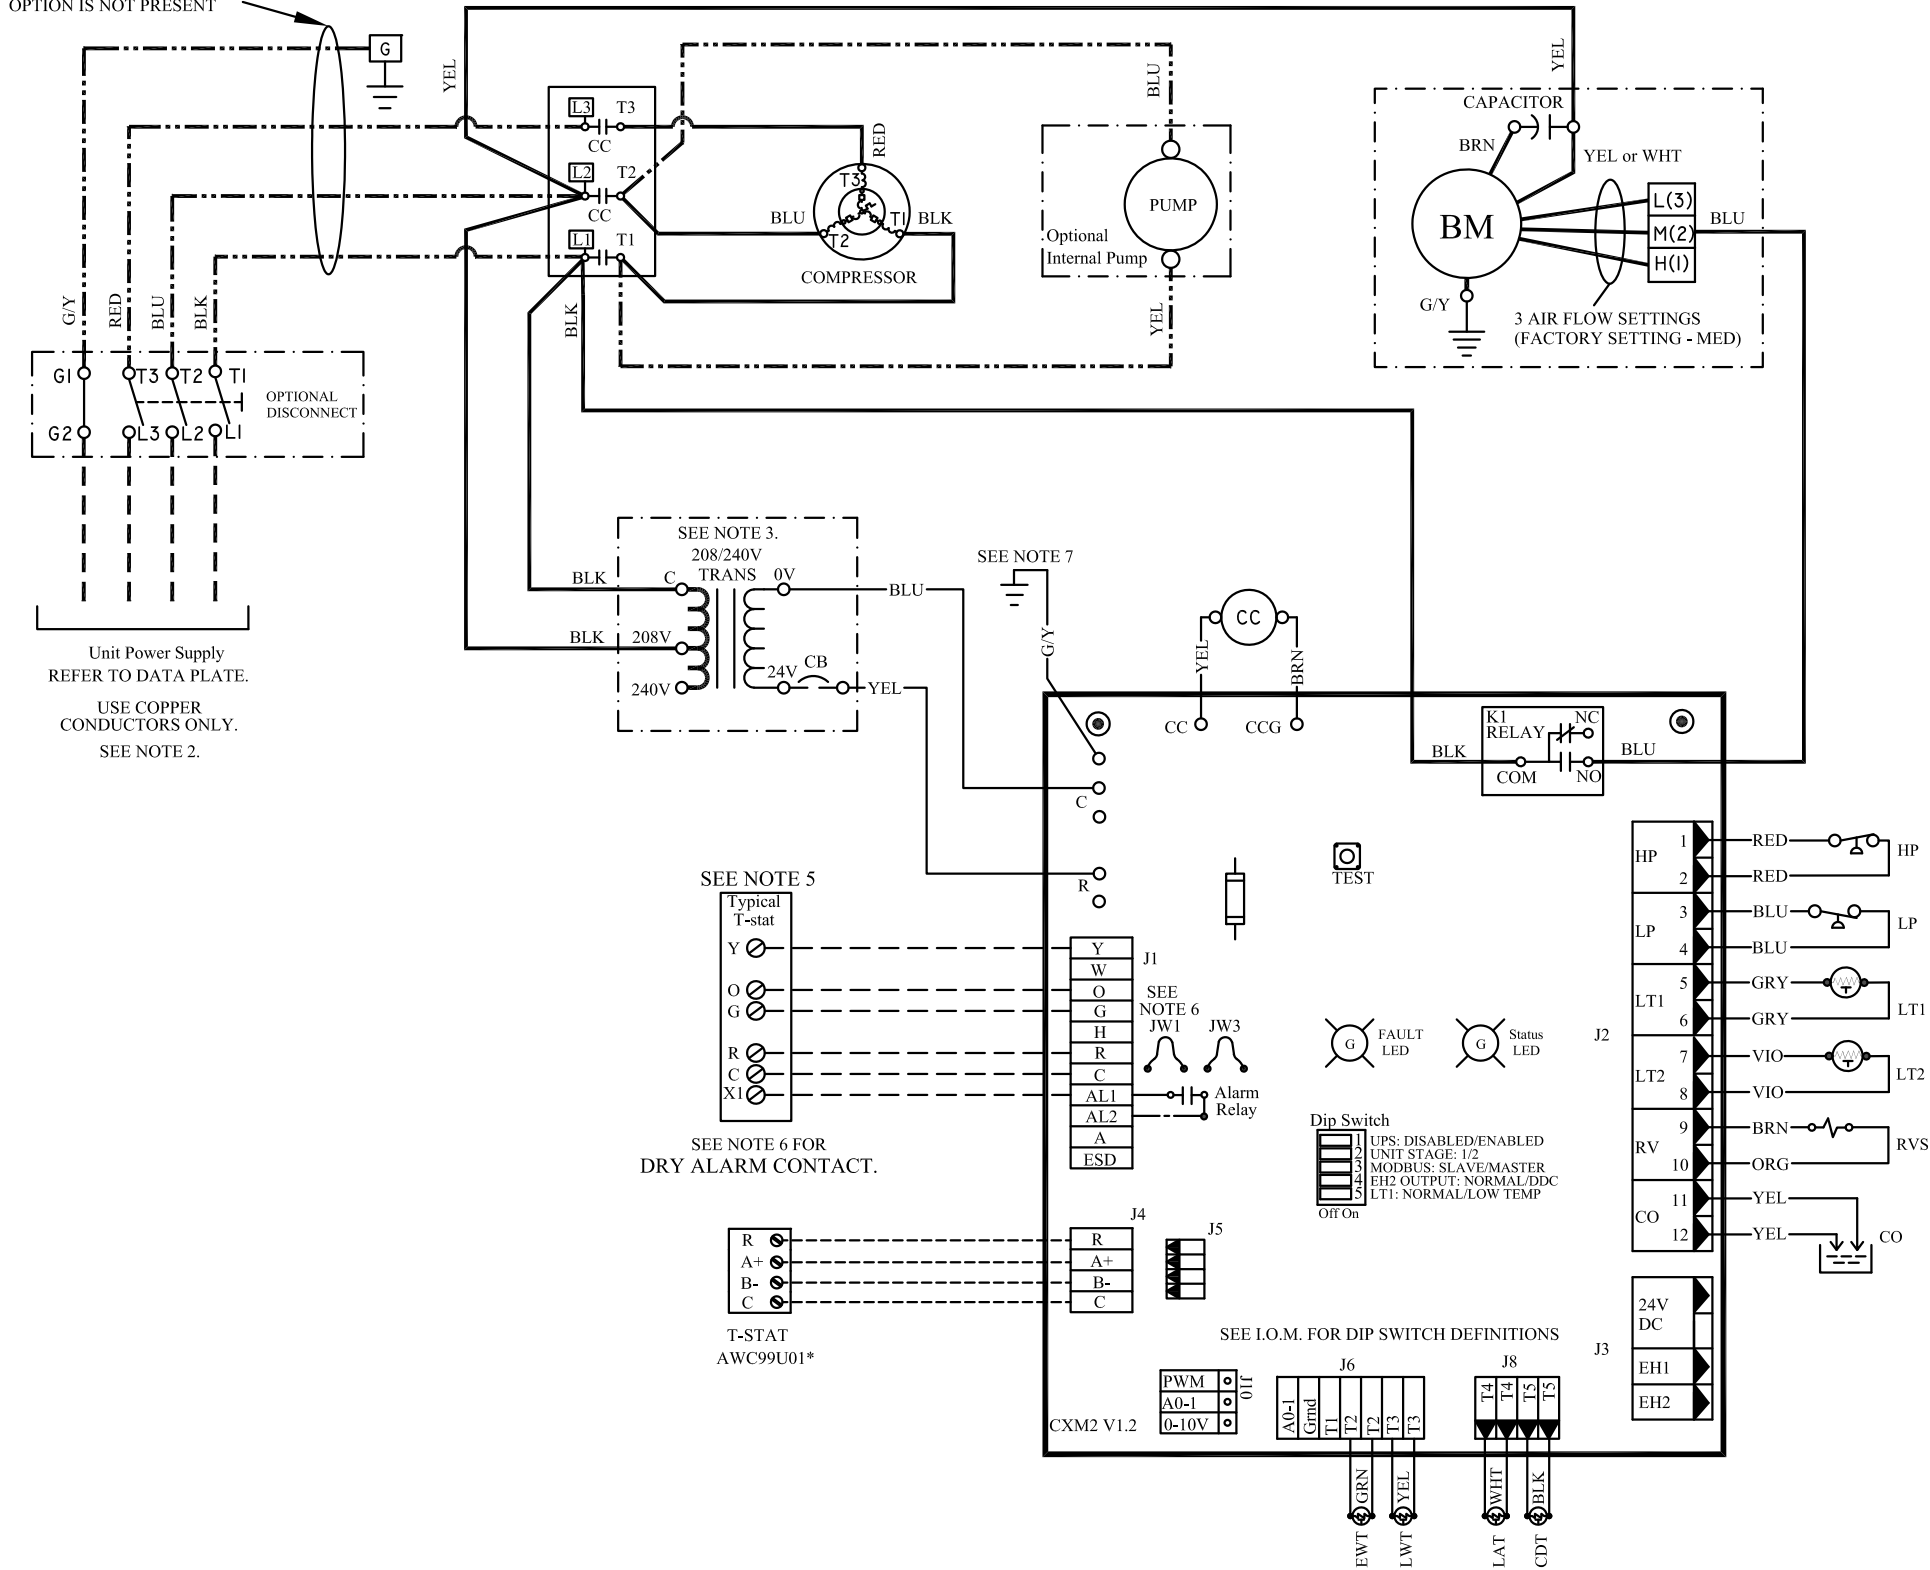 OPTION IS NOT PRESENT
G
YEL
BLU
YEL
L3 T3
CC
L2 T2
CC
L1 T1
RED
T3
T2
T1
BLU
BLK
COMPRESSOR
PUMP
Optional
Internal Pump
YEL
CAPACITOR
BRN
YEL or WHT
BM
L(3)
M(2)
H(1)
BLU
G/Y
3 AIR FLOW SETTINGS
(FACTORY SETTING - MED)
G/Y
RED
BLU
BLK
BLK
G1 T3 T2 T1
OPTIONAL
DISCONNECT
G2 L3 L2 L1
Unit Power Supply
REFER TO DATA PLATE.
USE COPPER
CONDUCTORS ONLY.
SEE NOTE 2.
SEE NOTE 3.
208/240V
TRANS
BLK C 0V BLU
BLK 208V
240V 24V CB YEL
SEE NOTE 7
G/Y
CC
YEL
BRN
CC CCG
K1
RELAY
NC
BLK COM NO BLU
C
R
TEST
SEE NOTE 5
Typical
T-stat
Y
O
G
R
C
X1
SEE NOTE 6 FOR
DRY ALARM CONTACT.
J1
Y
W
O
G
H
R
C
AL1
AL2
A
ESD
SEE
NOTE 6
JW1 JW3
Alarm
Relay
G FAULT
LED
G Status
LED
Dip Switch
1 UPS: DISABLED/ENABLED
2 UNIT STAGE: 1/2
3 MODBUS: SLAVE/MASTER
4 EH2 OUTPUT: NORMAL/DDC
5 LT1: NORMAL/LOW TEMP
Off On
J2
HP 1 RED HP
2 RED
LP 3 BLU LP
4 BLU
LT1 5 GRY LT1
6 GRY
LT2 7 VIO LT2
8 VIO
RV 9 BRN RVS
10 ORG
CO 11 YEL
12 YEL CO
R
A+
B-
C
T-STAT
AWC99U01*
J4
R
A+
B-
C
J5
SEE I.O.M. FOR DIP SWITCH DEFINITIONS
J3
24V
DC
EH1
EH2
CXM2 V1.2
PWM
A0-1
0-10V
J10
J6
A0-1
Grnd
T1
T2
T2
T3
T3
J8
T4
T4
T5
T5
GRN
YEL
WHT
BLK
EWT
LWT
LAT
CDT